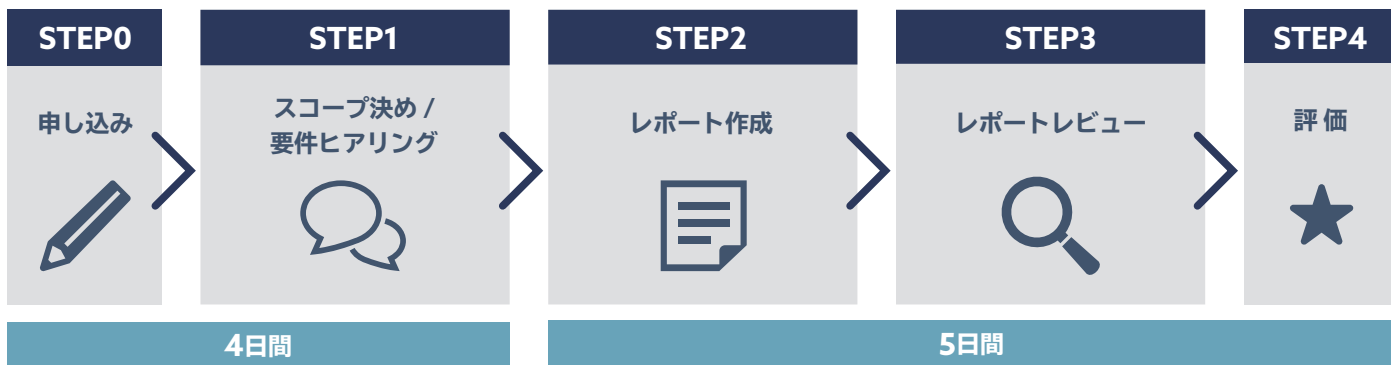 STEP0
申し込み
STEP1
スコープ決め /
要件ヒアリング
STEP2
レポート作成
STEP3
レポートレビュー
STEP4
評価
4日間
5日間